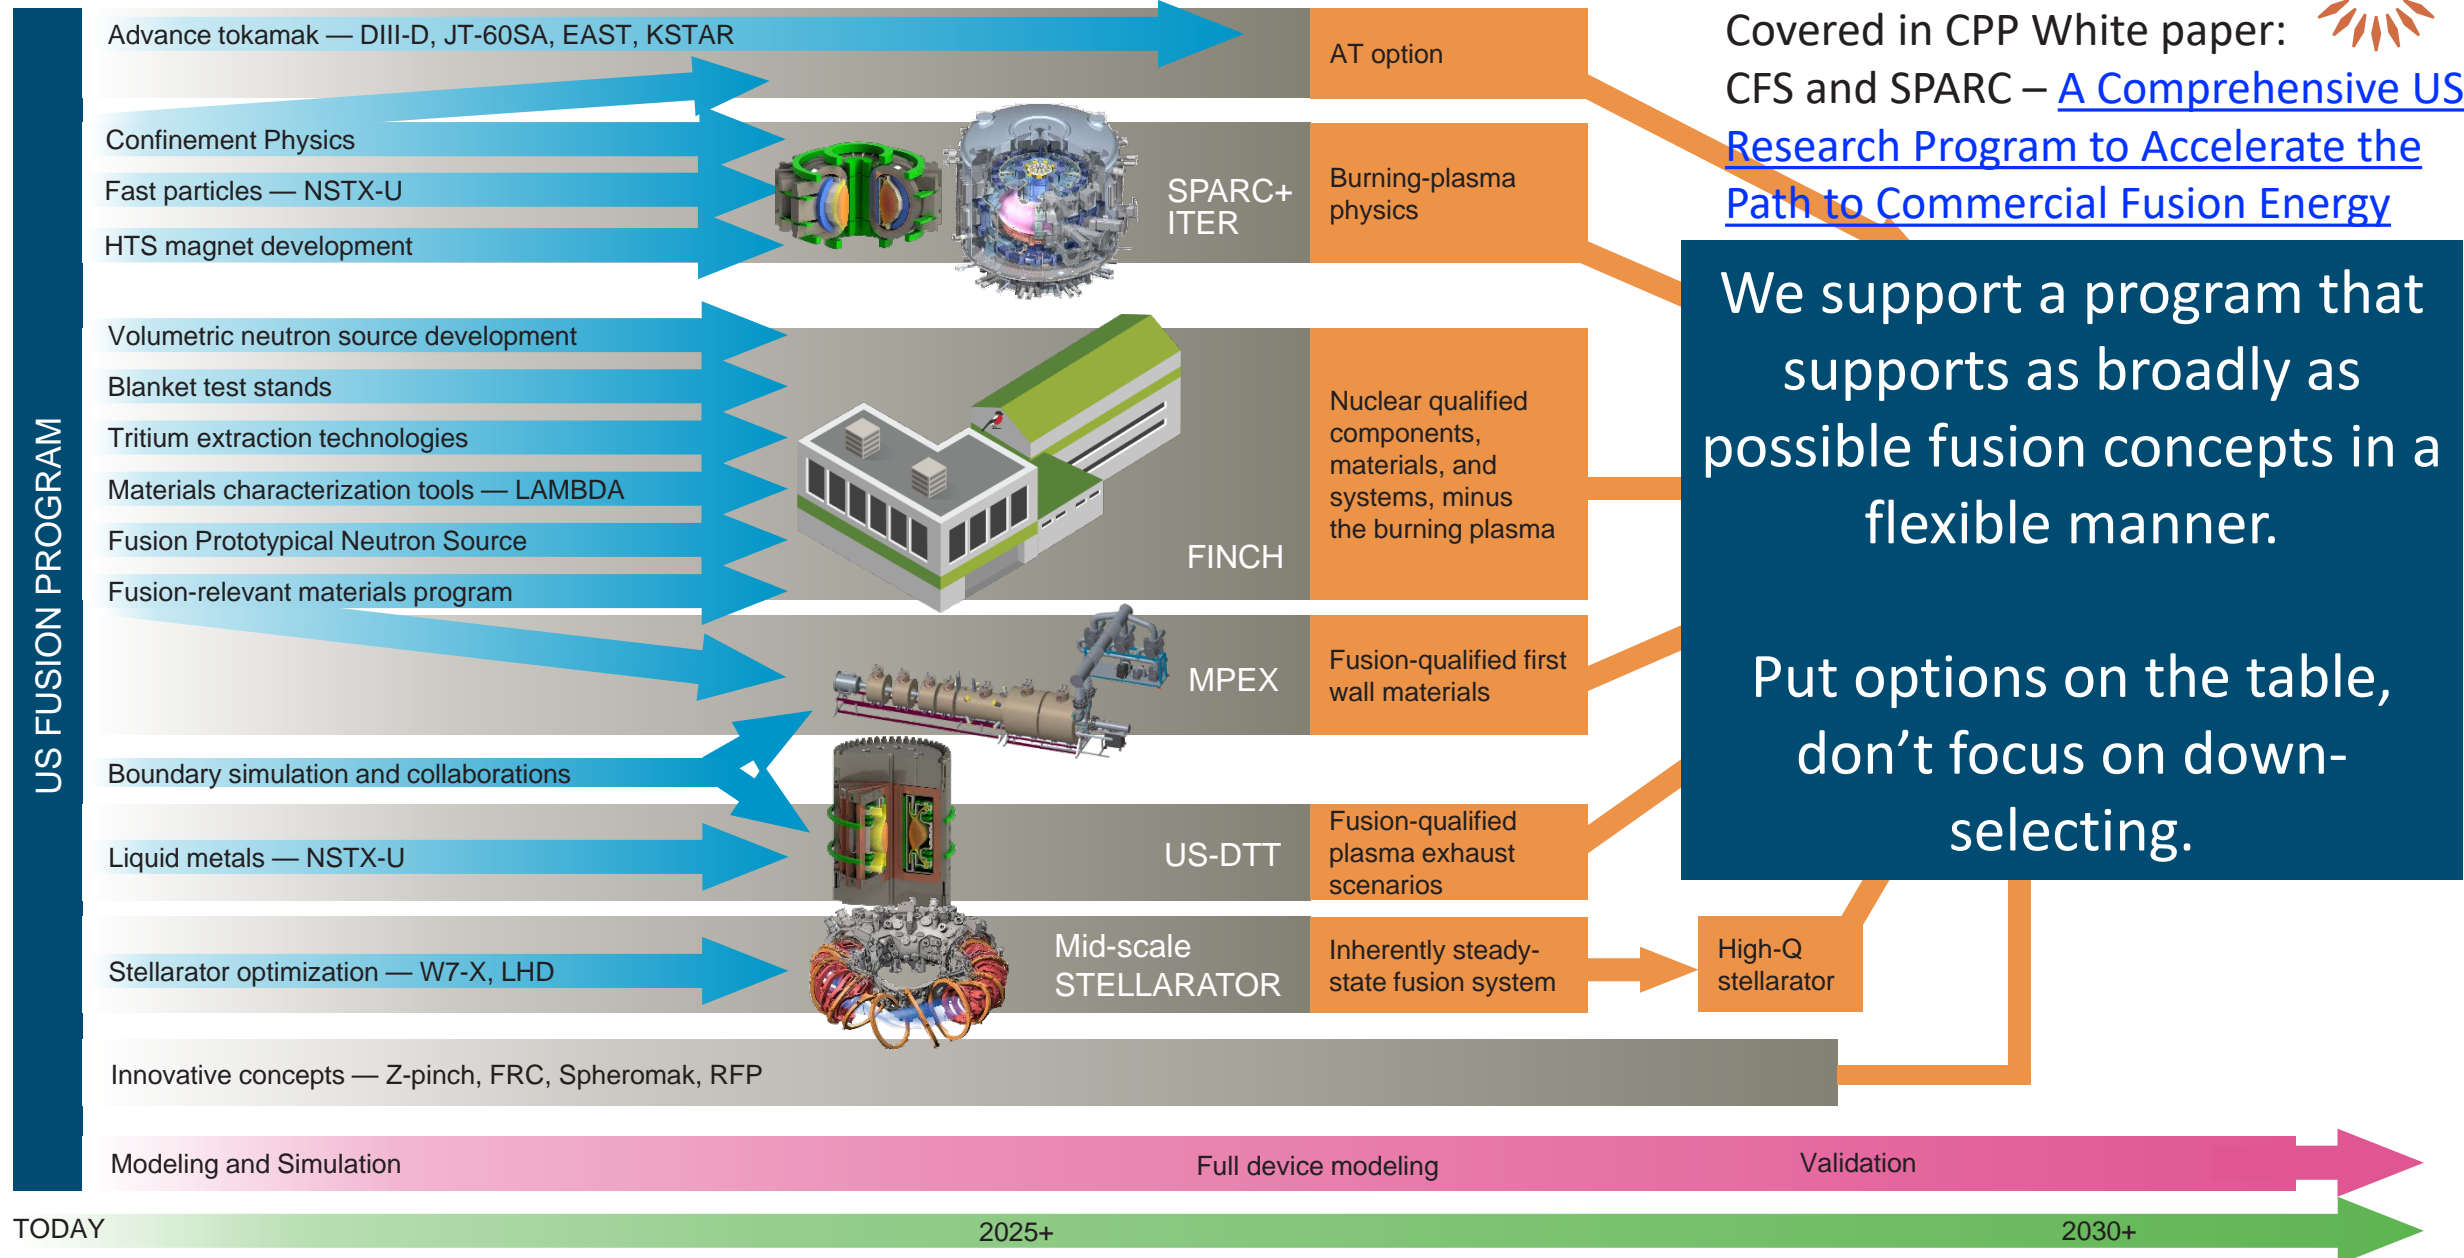 US FUSION PROGRAM
Advance tokamak — DIII-D, JT-60SA, EAST, KSTAR
AT option
Covered in CPP White paper:
CFS and SPARC – A Comprehensive US
Research Program to Accelerate the
Path to Commercial Fusion Energy
Confinement Physics
Fast particles — NSTX-U
HTS magnet development
SPARC+
ITER
Burning-plasma
physics
Volumetric neutron source development
Blanket test stands
Tritium extraction technologies
Materials characterization tools — LAMBDA
Fusion Prototypical Neutron Source
Fusion-relevant materials program
FINCH
Nuclear qualified
components,
materials, and
systems, minus
the burning plasma
We support a program that
supports as broadly as
possible fusion concepts in a
flexible manner.
Put options on the table,
don’t focus on down-
selecting.
MPEX
Fusion-qualified first
wall materials
Boundary simulation and collaborations
Liquid metals — NSTX-U
US-DTT
Fusion-qualified
plasma exhaust
scenarios
Stellarator optimization — W7-X, LHD
Mid-scale
STELLARATOR
Inherently steady-
state fusion system
High-Q
stellarator
Innovative concepts — Z-pinch, FRC, Spheromak, RFP
Modeling and Simulation
Full device modeling
Validation
TODAY
2025+
2030+